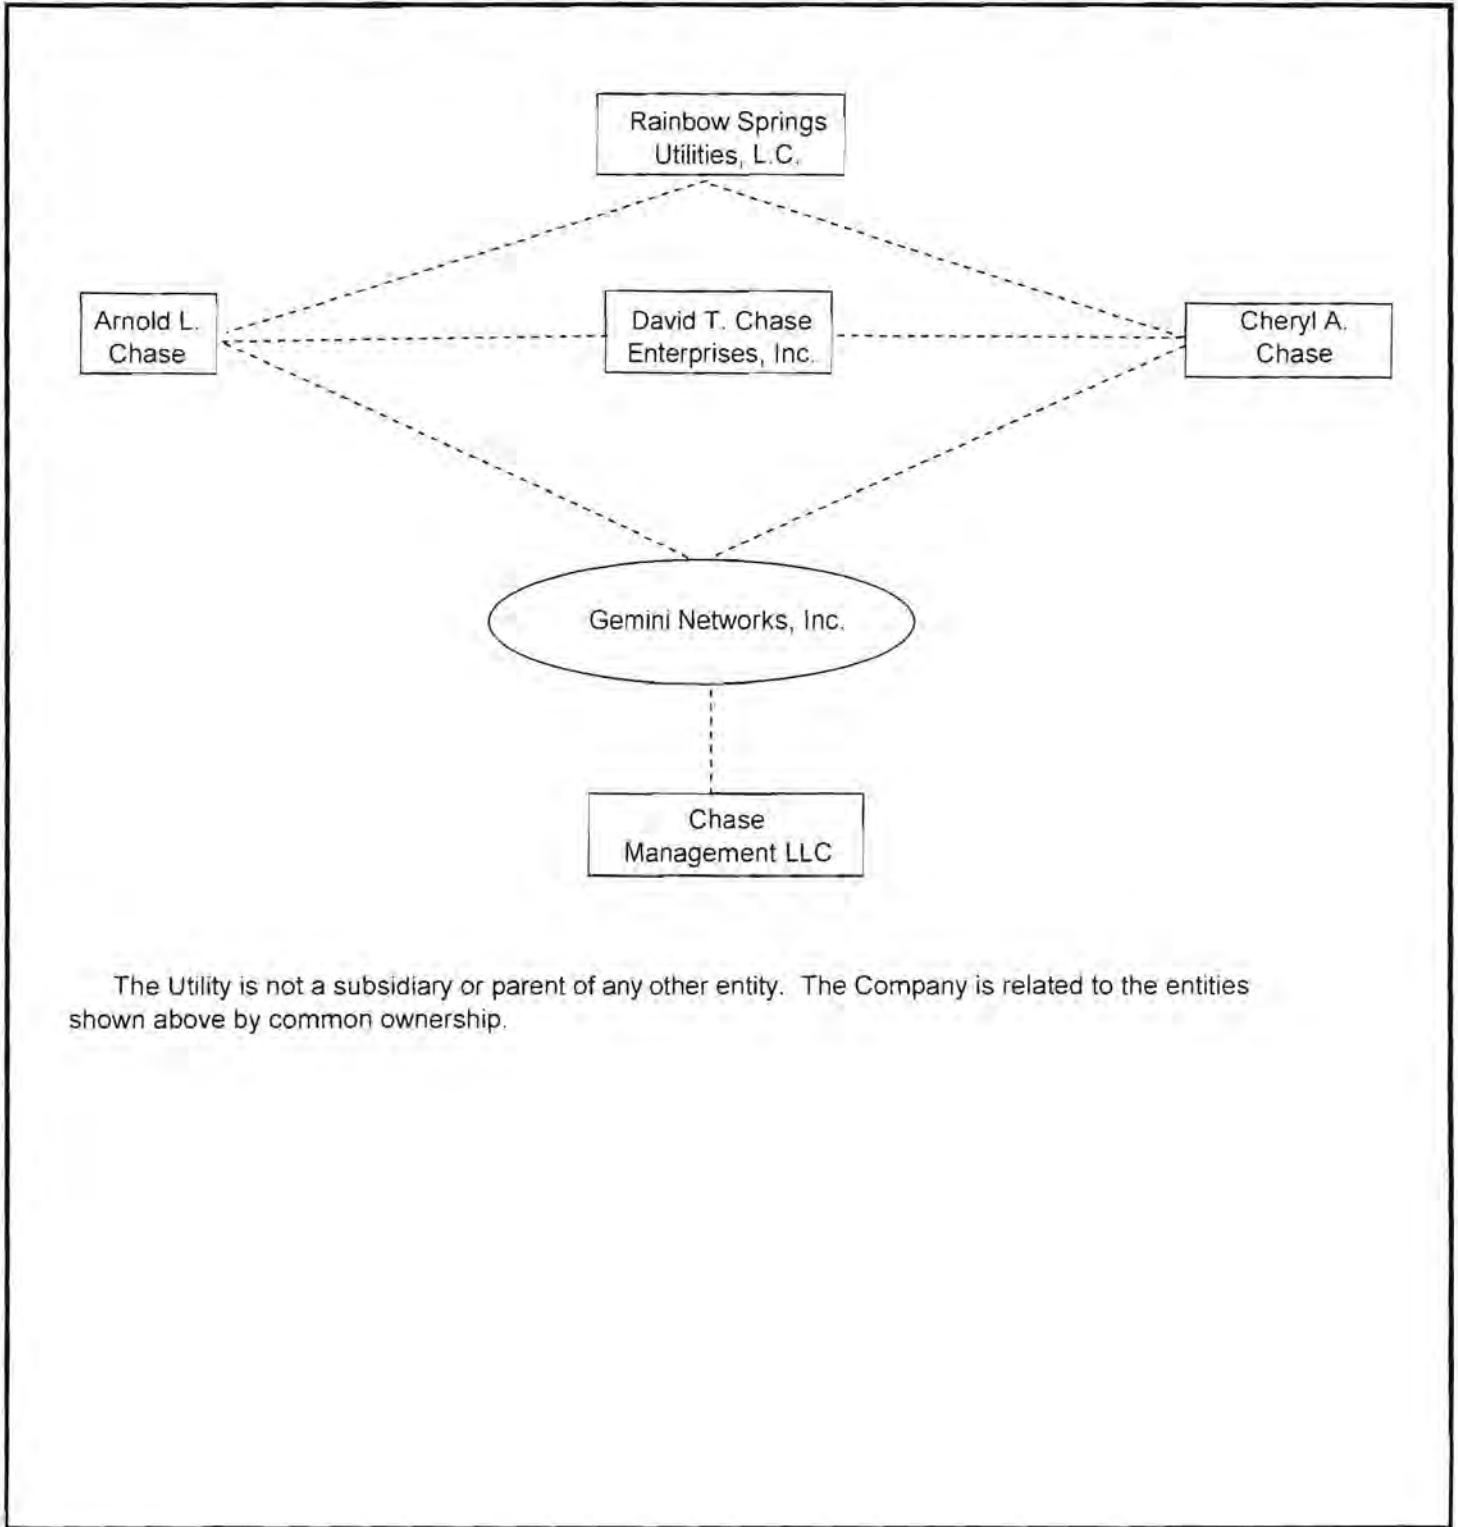 Rainbow Springs
Utilities, L.C.
Arnold L.
Chase
David T. Chase
Enterprises, Inc.
Cheryl A.
Chase
Gemini Networks, Inc.
Chase
Management LLC
The Utility is not a subsidiary or parent of any other entity. The Company is related to the entities
shown above by common ownership.